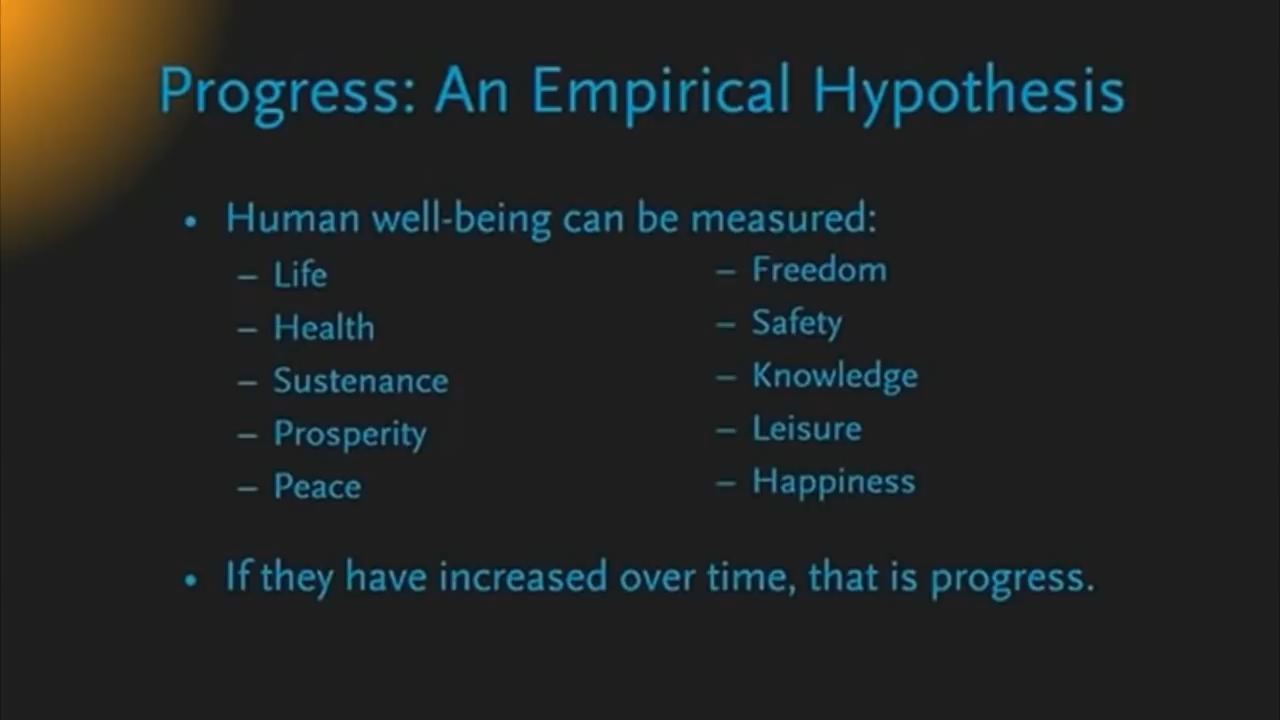 Progress: An Empirical Hypothesis
• Human well-being can be measured:
– Life
– Health
– Sustenance
– Prosperity
– Peace
– Freedom
– Safety
– Knowledge
– Leisure
– Happiness
• If they have increased over time, that is progress.